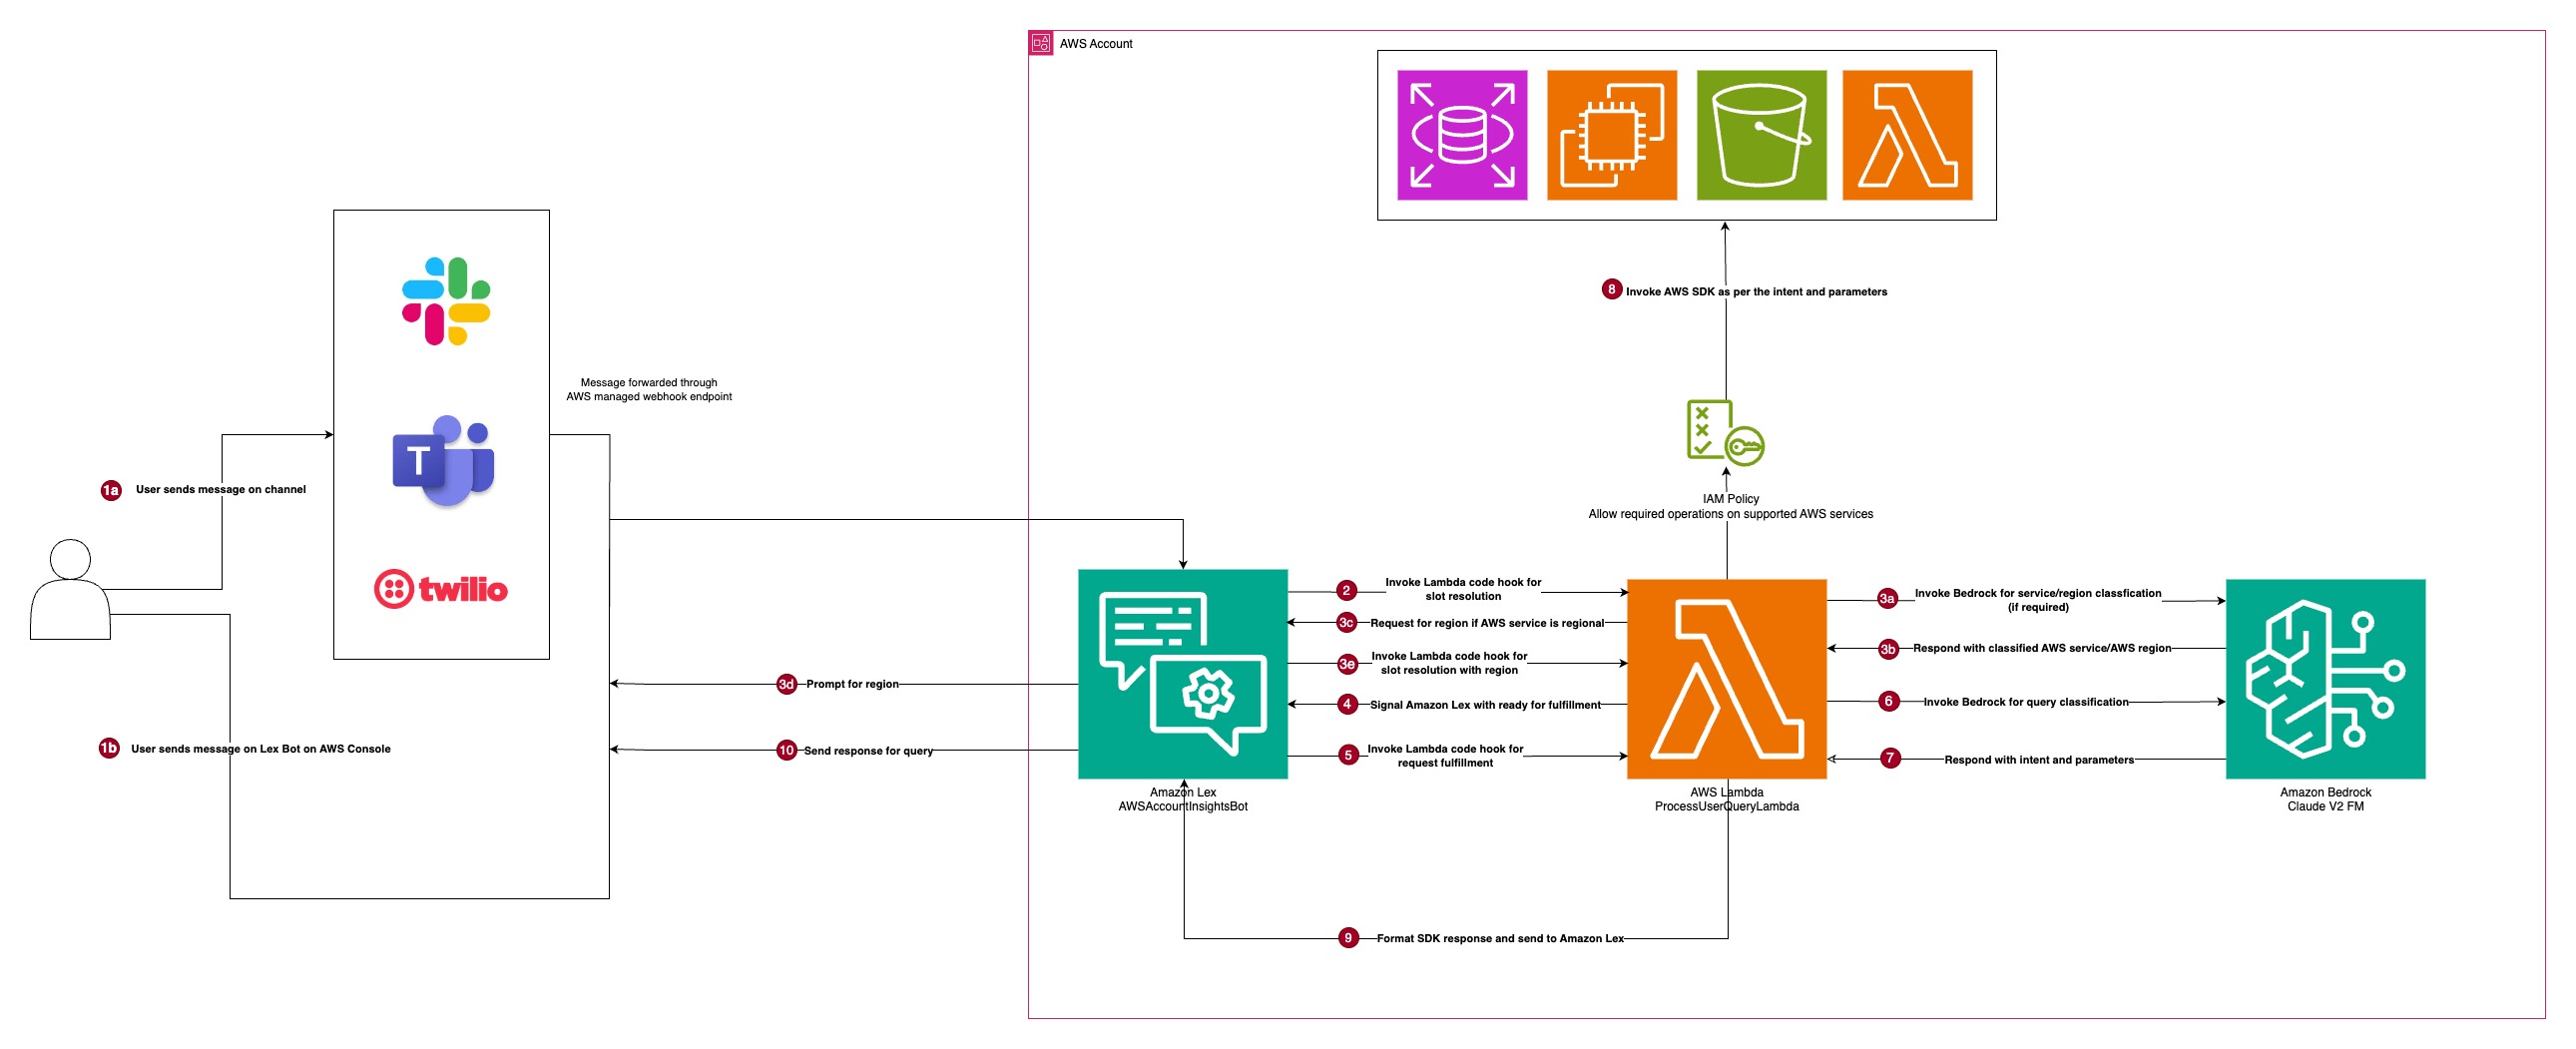 AWS Account
8 Invoke AWS SDK as per the intent and parameters
Message forwarded through
AWS managed webhook endpoint
T
1a User sends message on channel
IAM Policy
Allow required operations on supported AWS services
twilio
2 Invoke Lambda code hook for
slot resolution
3a Invoke Bedrock for service/region classfication
(if required)
3c Request for region if AWS service is regional
3b Respond with classified AWS service/AWS region
3e Invoke Lambda code hook for
slot resolution with region
3d Prompt for region
4 Signal Amazon Lex with ready for fulfillment
6 Invoke Bedrock for query classification
1b User sends message on Lex Bot on AWS Console
10 Send response for query
5 Invoke Lambda code hook for
request fulfillment
7 Respond with intent and parameters
Amazon Lex
AWSAccountInsightsBot
AWS Lambda
ProcessUserQueryLambda
Amazon Bedrock
Claude V2 FM
9 Format SDK response and send to Amazon Lex